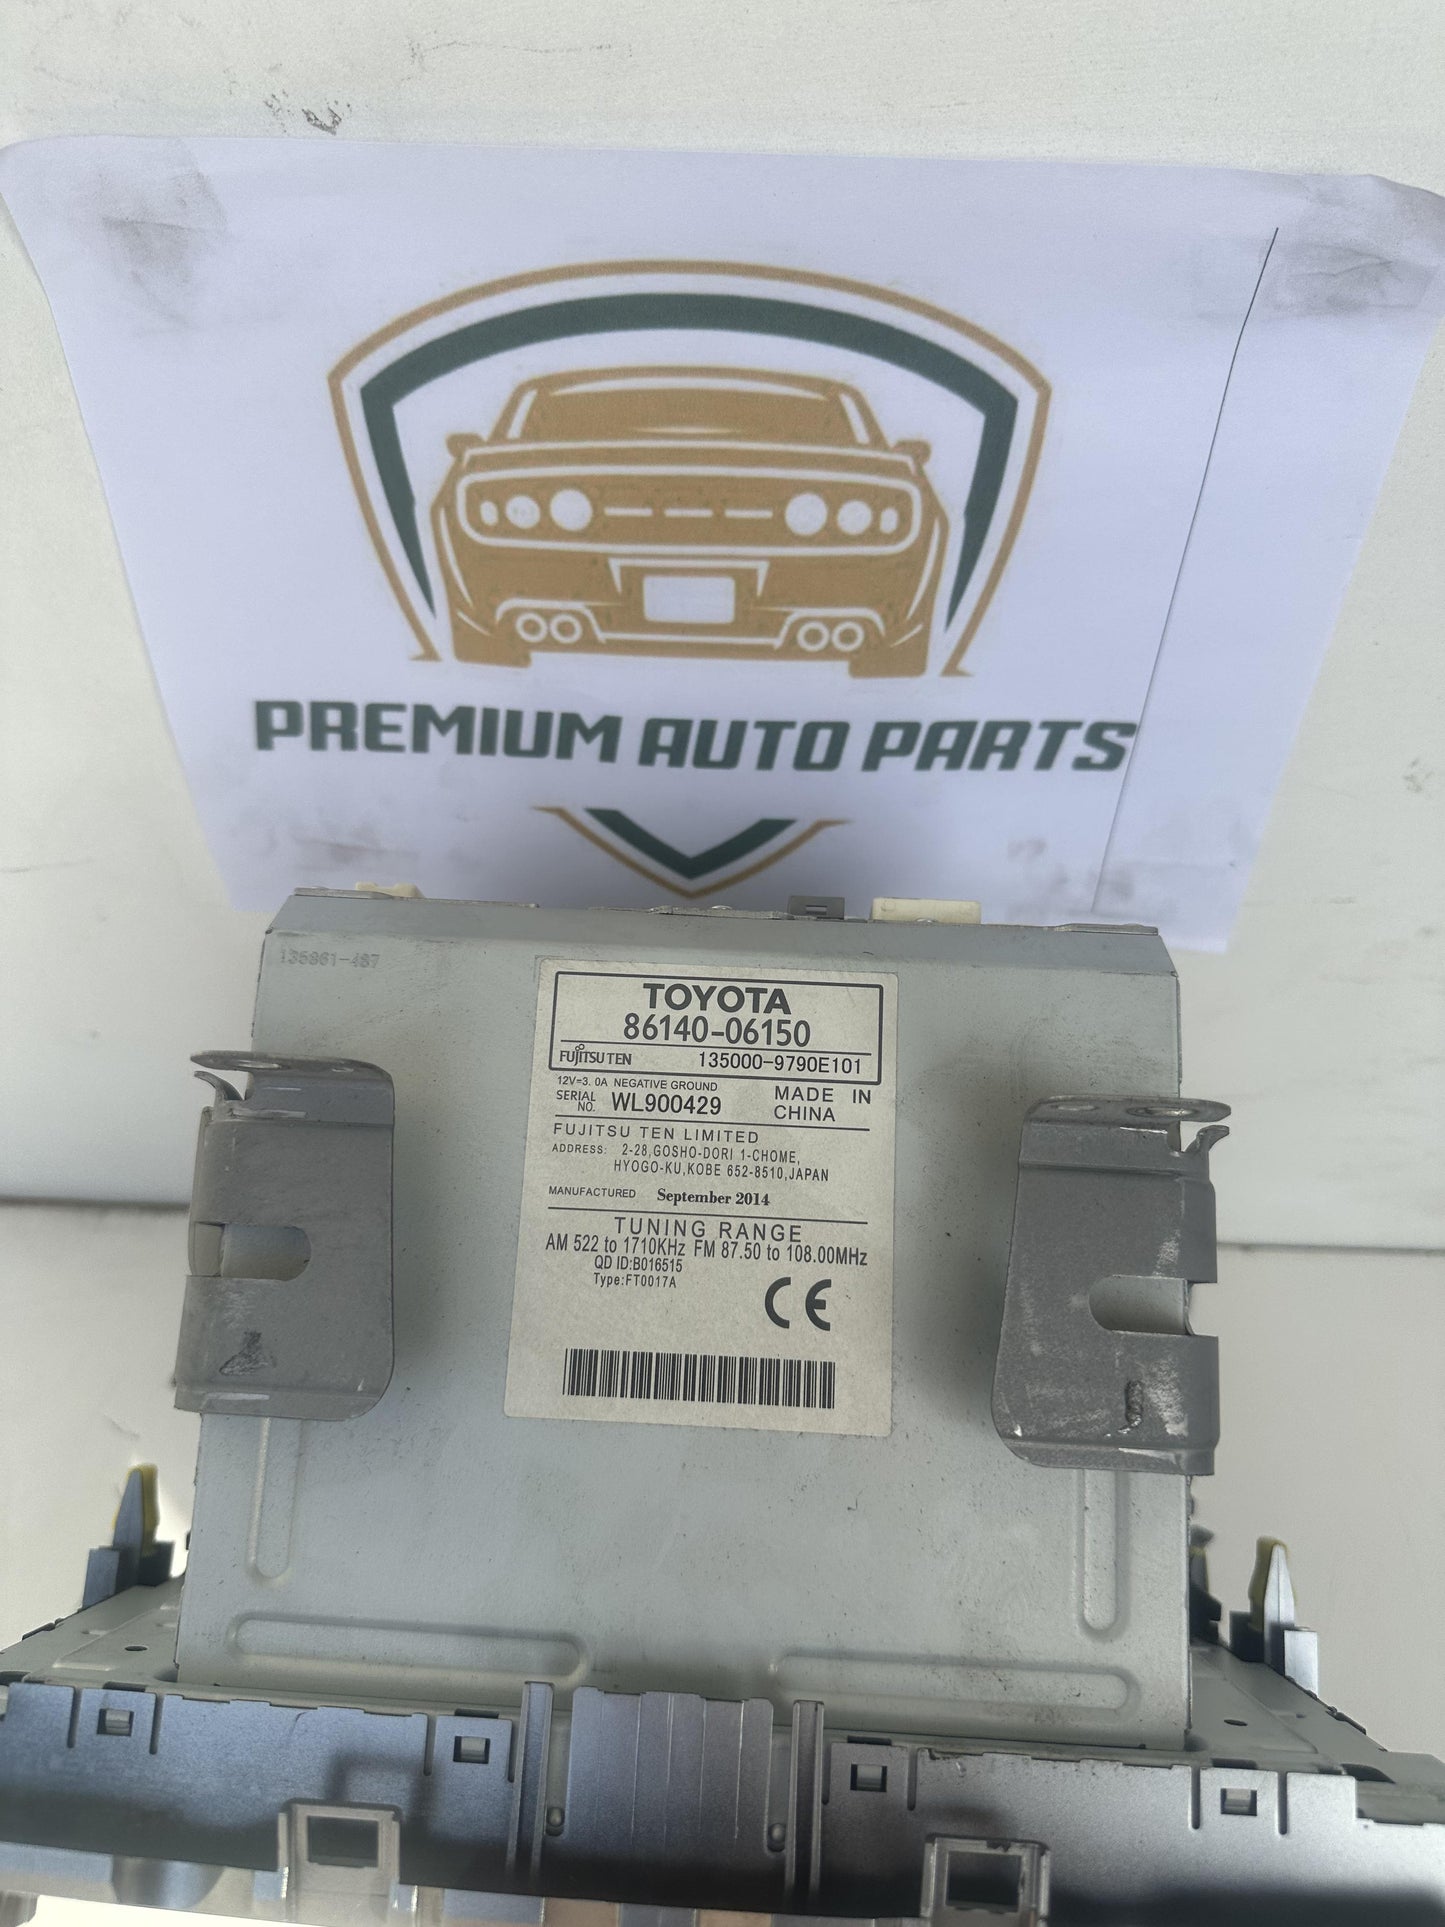 PREMIUM AUTO PARTS
135861-487
TOYOTA
86140-06150
FUJITSU TEN 135000-9790E101
12V⎓3.0A NEGATIVE GROUND
SERIAL NO. WL900429
MADE IN CHINA
FUJITSU TEN LIMITED
ADDRESS: 2-28,GOSHO-DORI 1-CHOME,
HYOGO-KU,KOBE 652-8510,JAPAN
MANUFACTURED September 2014
TUNING RANGE
AM 522 to 1710KHz FM 87.50 to 108.00MHz
QD ID:B016515
Type:FT0017A
CE